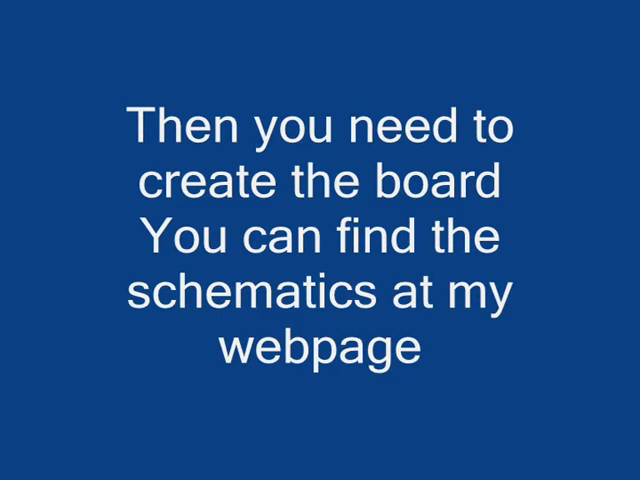 Then you need to
create the board
You can find the
schematics at my
webpage